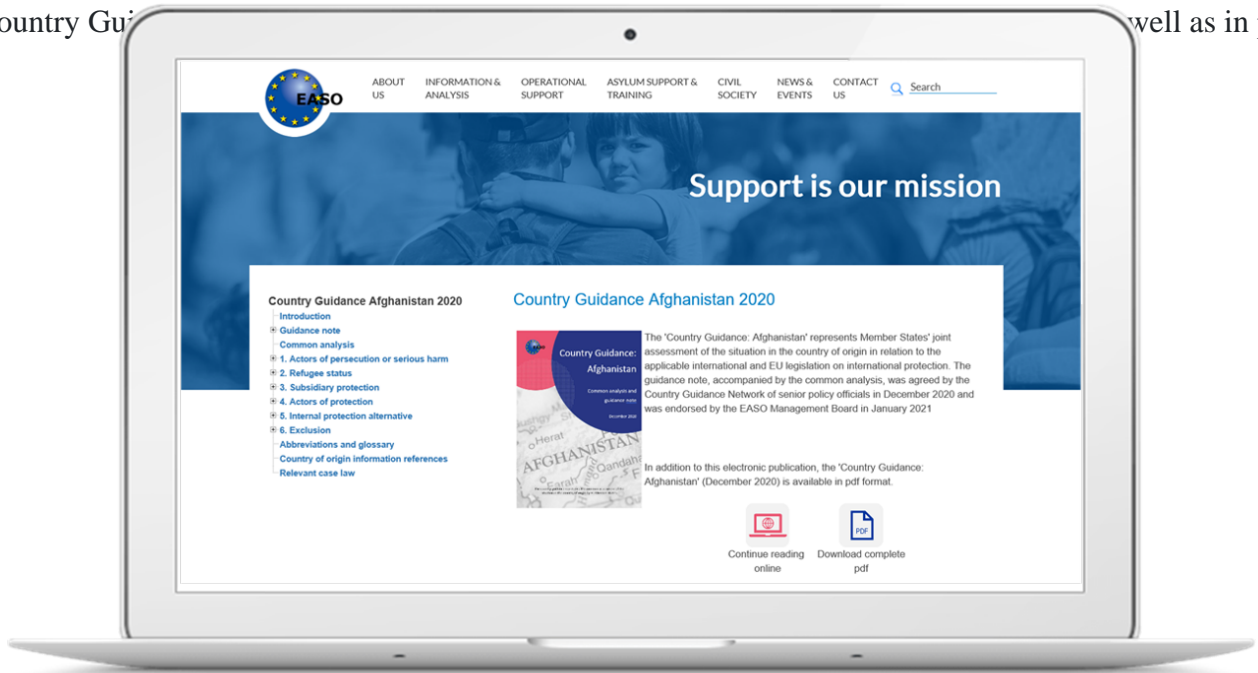 ountry Gui
well as in
EASO
ABOUT US
INFORMATION & ANALYSIS
OPERATIONAL SUPPORT
ASYLUM SUPPORT & TRAINING
CIVIL SOCIETY
NEWS & EVENTS
CONTACT US
Search
Support is our mission
Country Guidance Afghanistan 2020
Introduction
Guidance note
Common analysis
1. Actors of persecution or serious harm
2. Refugee status
3. Subsidiary protection
4. Actors of protection
5. Internal protection alternative
6. Exclusion
Abbreviations and glossary
Country of origin information references
Relevant case law
Country Guidance Afghanistan 2020
EASO
Country Guidance:
Afghanistan
Common analysis and
guidance note
December 2020
Herat
AFGHANISTAN
Qandaha
Farah
The 'Country Guidance: Afghanistan' represents Member States' joint
assessment of the situation in the country of origin in relation to the
applicable international and EU legislation on international protection. The
guidance note, accompanied by the common analysis, was agreed by the
Country Guidance Network of senior policy officials in December 2020 and
was endorsed by the EASO Management Board in January 2021
In addition to this electronic publication, the 'Country Guidance:
Afghanistan' (December 2020) is available in pdf format.
Continue reading
online
PDF
Download complete
pdf